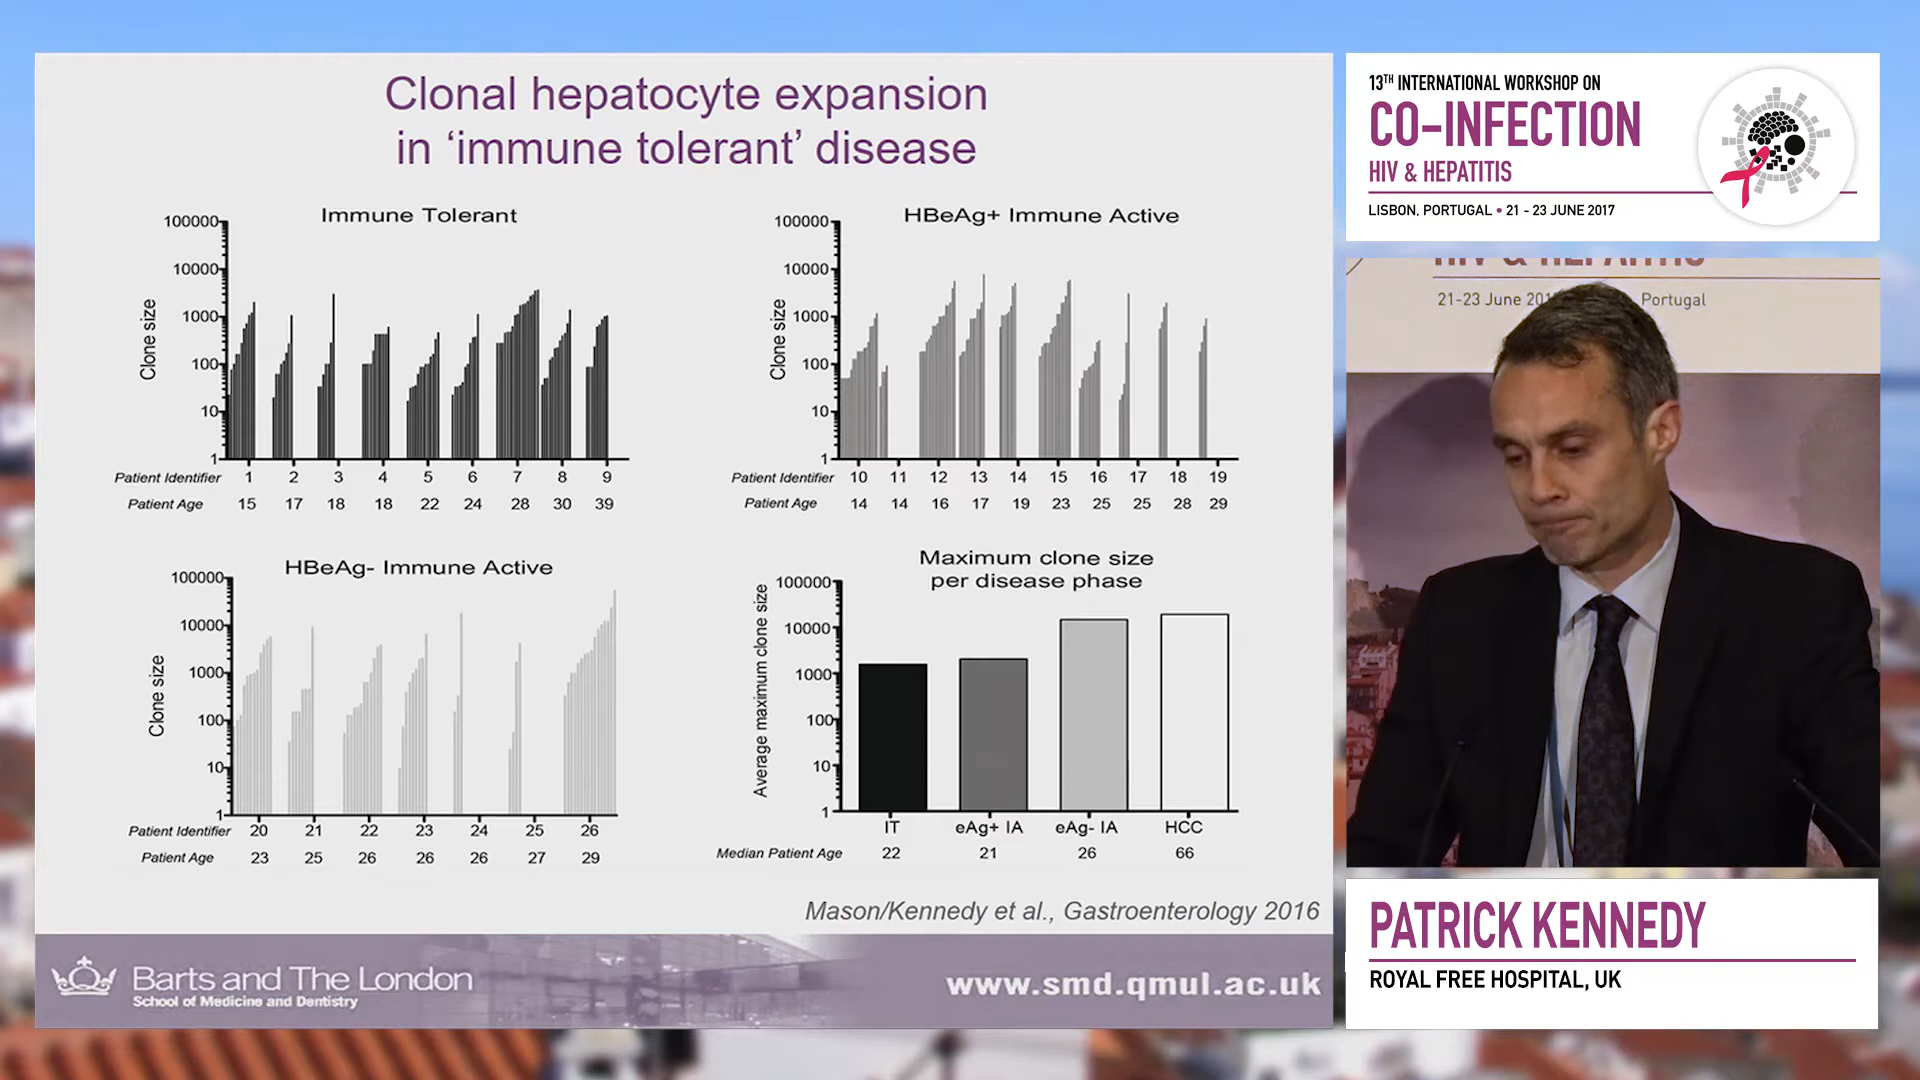 Clonal hepatocyte expansion
in ‘immune tolerant’ disease
Immune Tolerant
100000
10000
1000
100
10
1
Clone size
Patient Identifier 1 2 3 4 5 6 7 8 9
Patient Age 15 17 18 18 22 24 28 30 39
HBeAg+ Immune Active
100000
10000
1000
100
10
1
Clone size
Patient Identifier 10 11 12 13 14 15 16 17 18 19
Patient Age 14 14 16 17 19 23 25 25 28 29
HBeAg- Immune Active
100000
10000
1000
100
10
1
Clone size
Patient Identifier 20 21 22 23 24 25 26
Patient Age 23 25 26 26 26 27 29
Maximum clone size
per disease phase
100000
10000
1000
100
10
1
Average maximum clone size
IT eAg+ IA eAg- IA HCC
Median Patient Age 22 21 26 66
Mason/Kennedy et al., Gastroenterology 2016
Barts and The London
School of Medicine and Dentistry
www.smd.qmul.ac.uk
13TH INTERNATIONAL WORKSHOP ON
CO-INFECTION
HIV & HEPATITIS
LISBON, PORTUGAL • 21 - 23 JUNE 2017
HIV & HEPATITIS
21-23 June 201 Portugal
PATRICK KENNEDY
ROYAL FREE HOSPITAL, UK